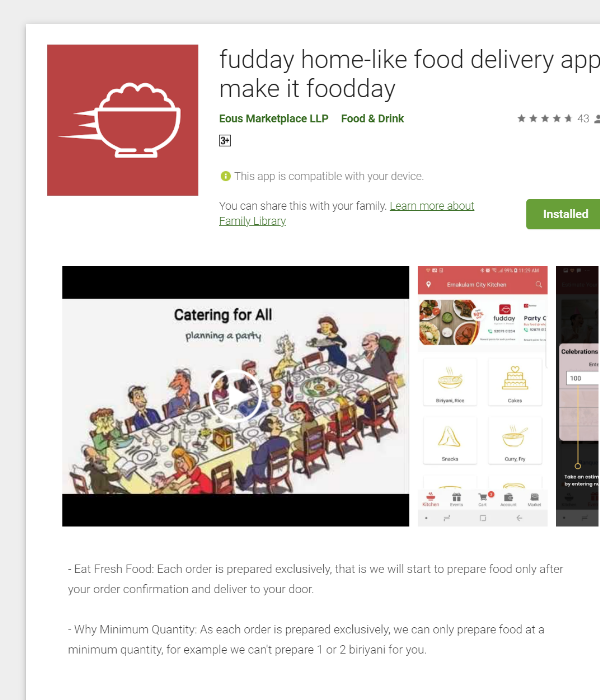 fudday home-like food delivery app
make it foodday
Eous Marketplace LLP Food & Drink
43
3+
This app is compatible with your device.
You can share this with your family. Learn more about
Family Library
Installed
Catering for All
planning a party
11:29 AM
Ernakulam City Kitchen
fudday
Party C
Biriyani, Rice
Cakes
Snacks
Curry, Fry
Kitchen
Events
Cart
Account
Market
Celebrations
100
Take an estim
by entering nu
- Eat Fresh Food: Each order is prepared exclusively, that is we will start to prepare food only after
your order confirmation and deliver to your door.
- Why Minimum Quantity: As each order is prepared exclusively, we can only prepare food at a
minimum quantity, for example we can't prepare 1 or 2 biriyani for you.